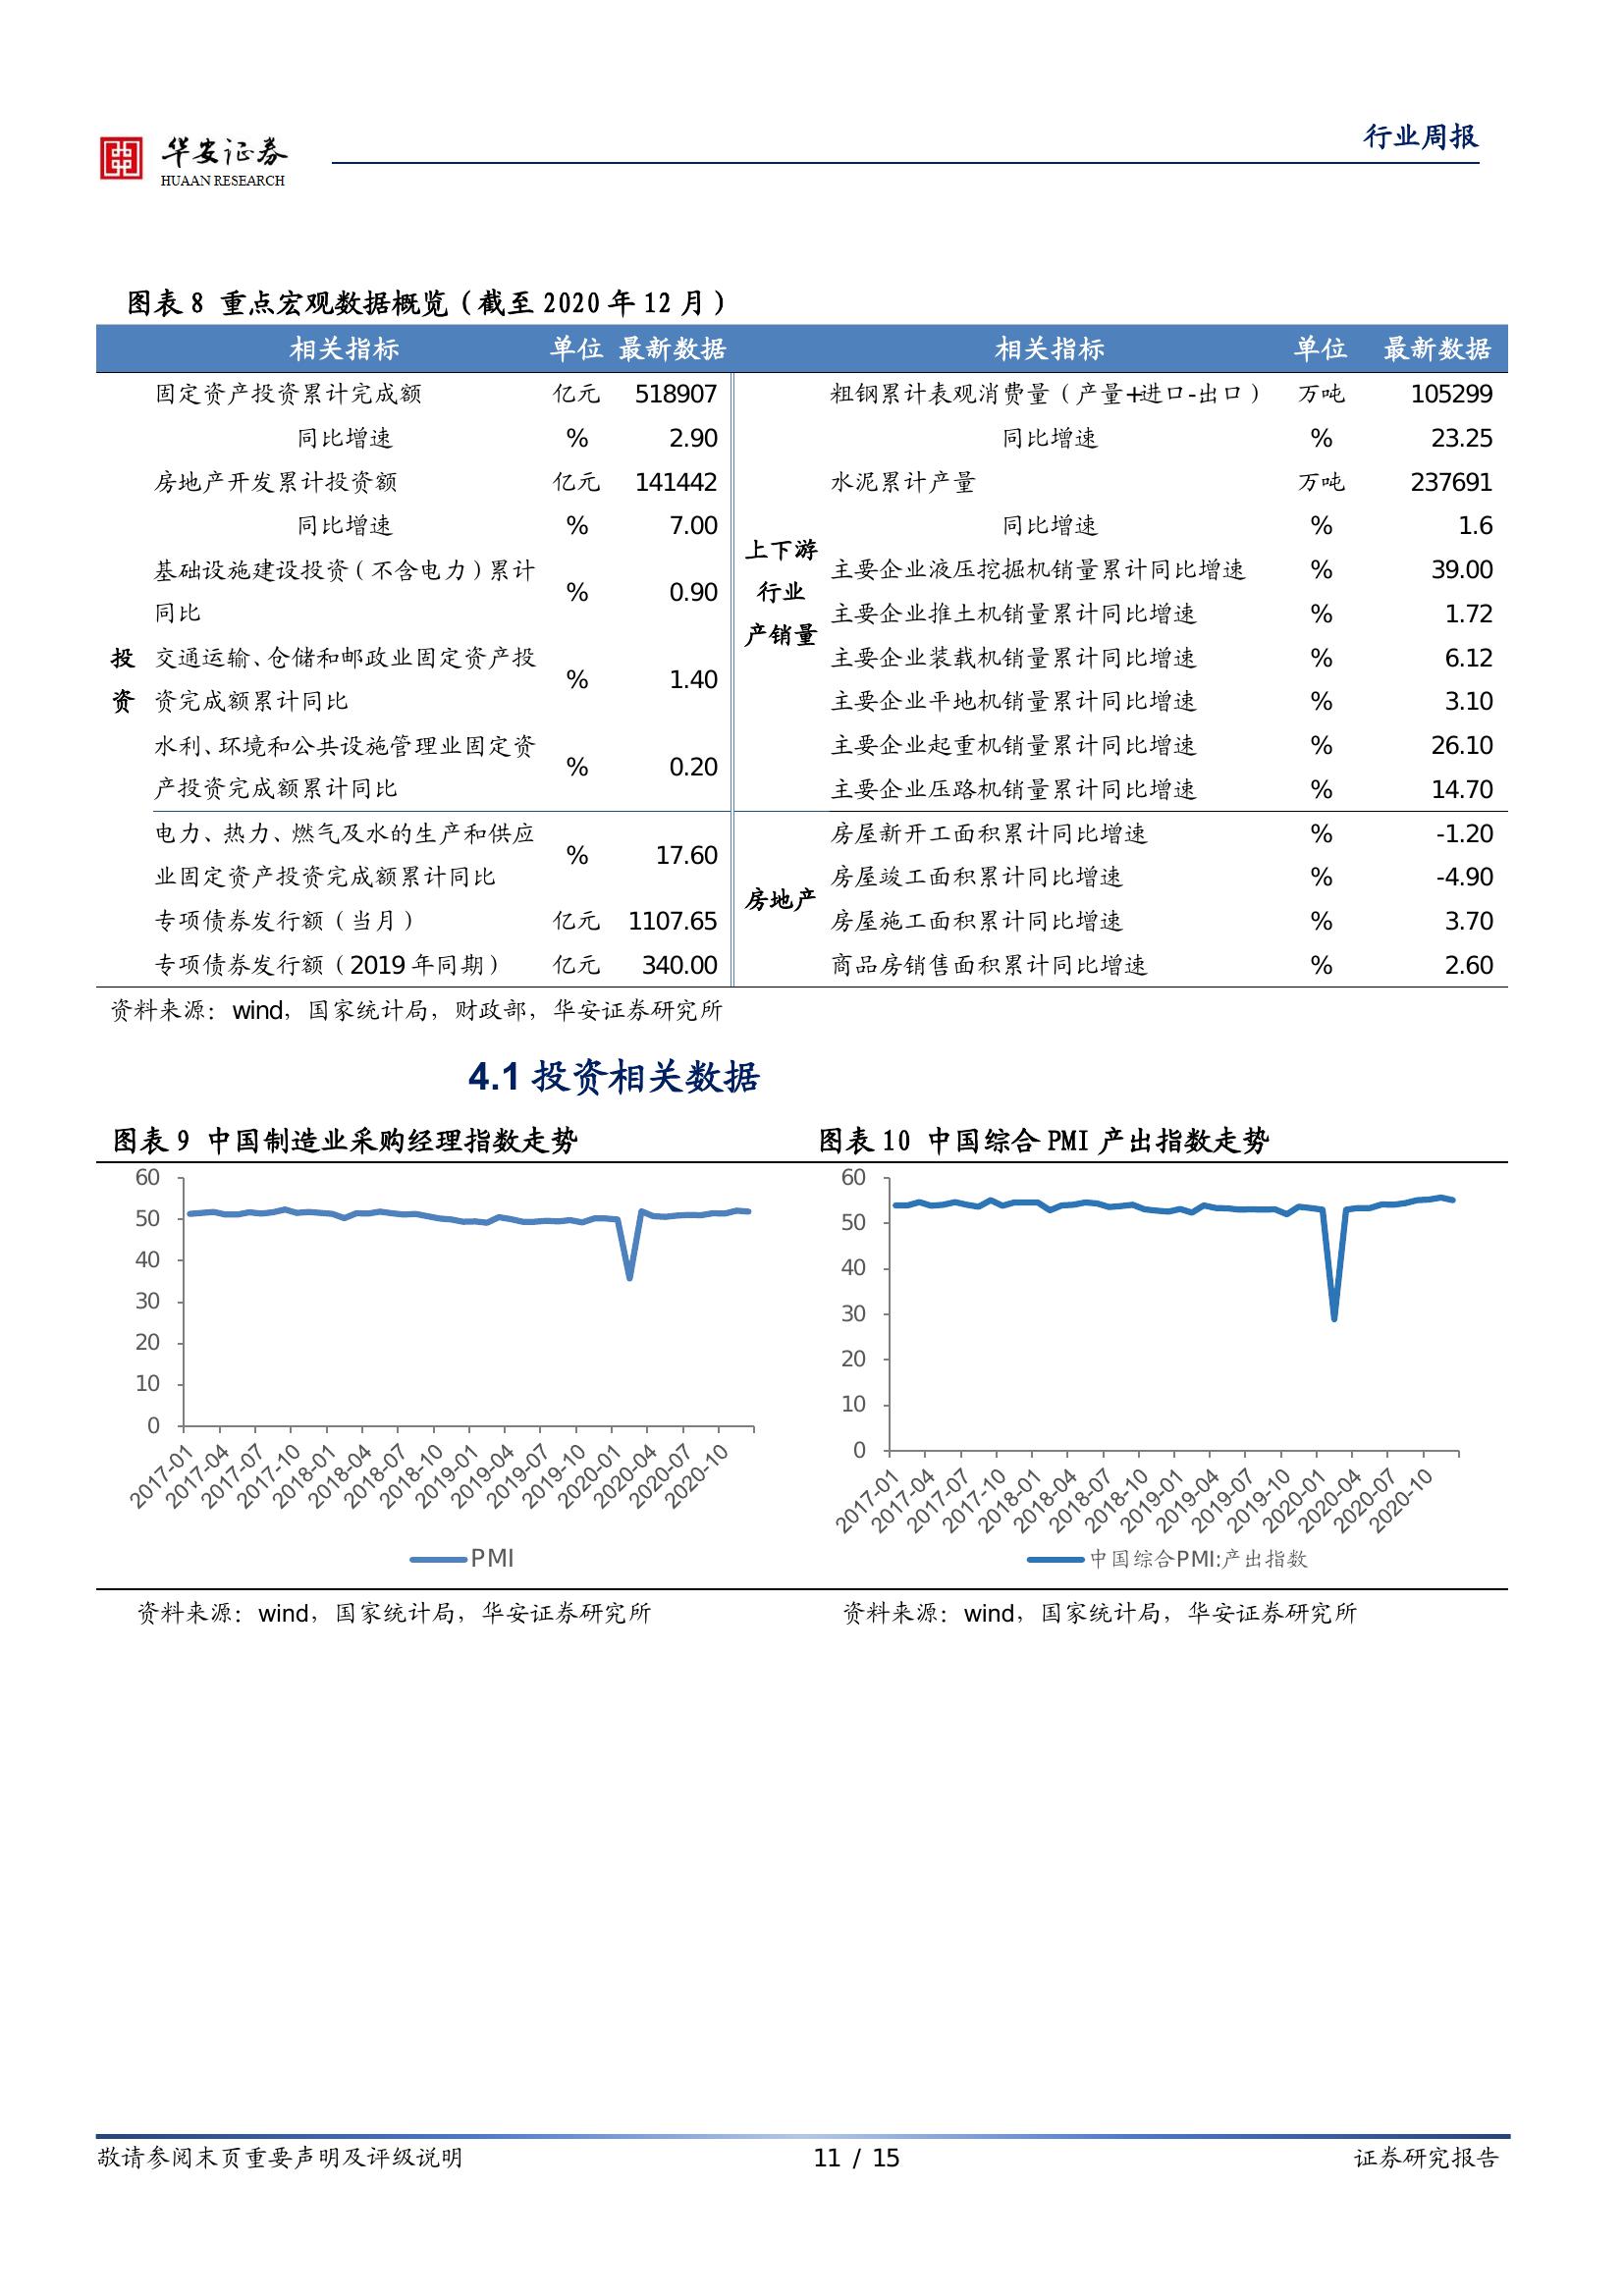 华安证券
HUAAN RESEARCH
行业周报
图表 8 重点宏观数据概览（截至 2020 年 12 月）
相关指标 单位 最新数据 相关指标 单位 最新数据
投资
固定资产投资累计完成额 亿元 518907
同比增速 % 2.90
房地产开发累计投资额 亿元 141442
同比增速 % 7.00
基础设施建设投资（不含电力）累计
同比 % 0.90
交通运输、仓储和邮政业固定资产投
资完成额累计同比 % 1.40
水利、环境和公共设施管理业固定资
产投资完成额累计同比 % 0.20
电力、热力、燃气及水的生产和供应
业固定资产投资完成额累计同比 % 17.60
专项债券发行额（当月） 亿元 1107.65
专项债券发行额（2019 年同期） 亿元 340.00
上下游
行业
产销量
粗钢累计表观消费量（产量+进口-出口） 万吨 105299
同比增速 % 23.25
水泥累计产量 万吨 237691
同比增速 % 1.6
主要企业液压挖掘机销量累计同比增速 % 39.00
主要企业推土机销量累计同比增速 % 1.72
主要企业装载机销量累计同比增速 % 6.12
主要企业平地机销量累计同比增速 % 3.10
主要企业起重机销量累计同比增速 % 26.10
主要企业压路机销量累计同比增速 % 14.70
房地产
房屋新开工面积累计同比增速 % -1.20
房屋竣工面积累计同比增速 % -4.90
房屋施工面积累计同比增速 % 3.70
商品房销售面积累计同比增速 % 2.60
资料来源：wind，国家统计局，财政部，华安证券研究所
4.1 投资相关数据
图表 9 中国制造业采购经理指数走势
60
50
40
30
20
10
0
2017-01 2017-04 2017-07 2017-10 2018-01 2018-04 2018-07 2018-10 2019-01 2019-04 2019-07 2019-10 2020-01 2020-04 2020-07 2020-10
PMI
资料来源：wind，国家统计局，华安证券研究所
图表 10 中国综合 PMI 产出指数走势
60
50
40
30
20
10
0
2017-01 2017-04 2017-07 2017-10 2018-01 2018-04 2018-07 2018-10 2019-01 2019-04 2019-07 2019-10 2020-01 2020-04 2020-07 2020-10
中国综合PMI:产出指数
资料来源：wind，国家统计局，华安证券研究所
敬请参阅末页重要声明及评级说明 11 / 15 证券研究报告